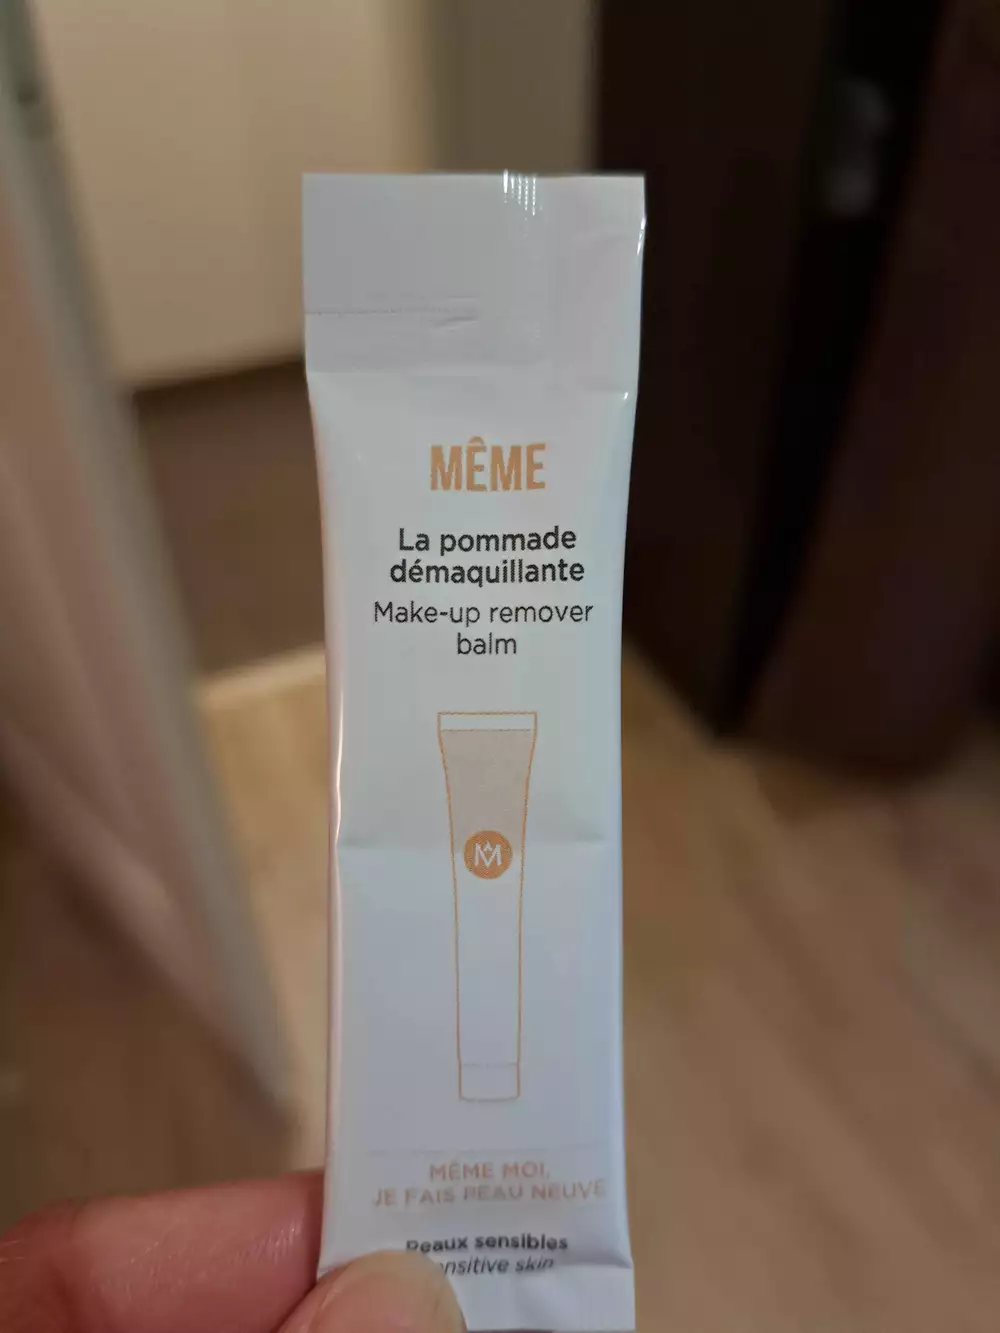 MÊME
La pommade
démaquillante
Make-up remover
balm
M
MÊME MOI,
JE FAIS PEAU NEUVE
Peaux sensibles
skin